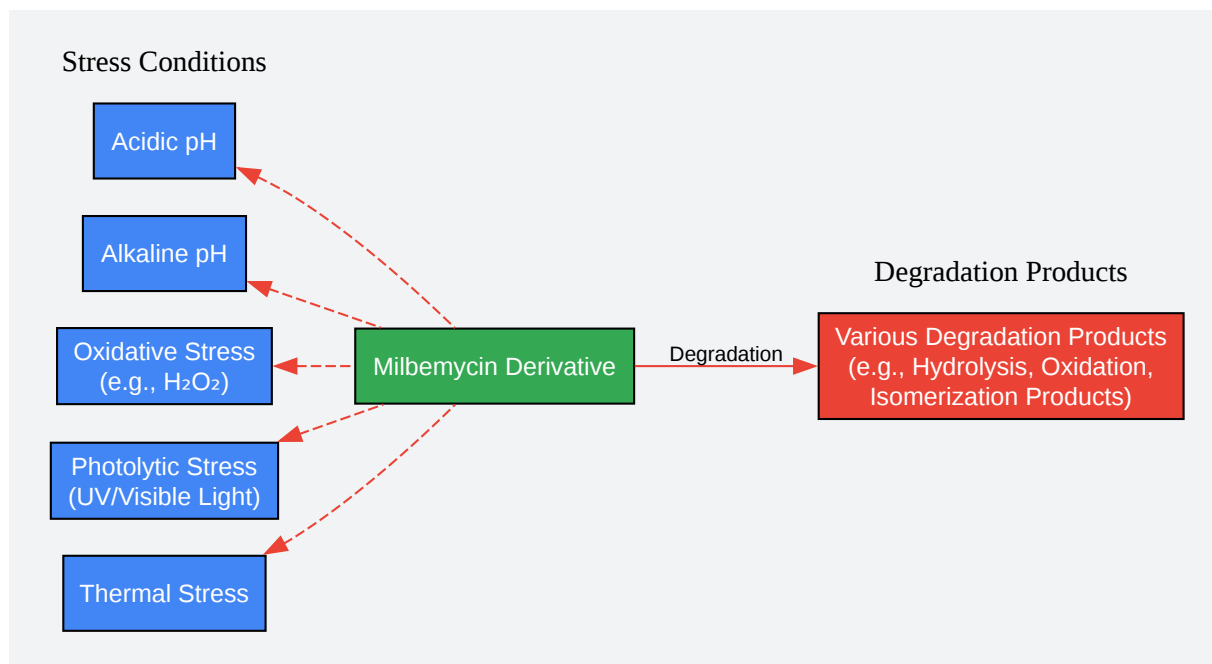 Stress Conditions
Acidic pH
Alkaline pH
Oxidative Stress
(e.g., H₂O₂)
Photolytic Stress
(UV/Visible Light)
Thermal Stress
Milbemycin Derivative
Degradation
Degradation Products
Various Degradation Products
(e.g., Hydrolysis, Oxidation,
Isomerization Products)